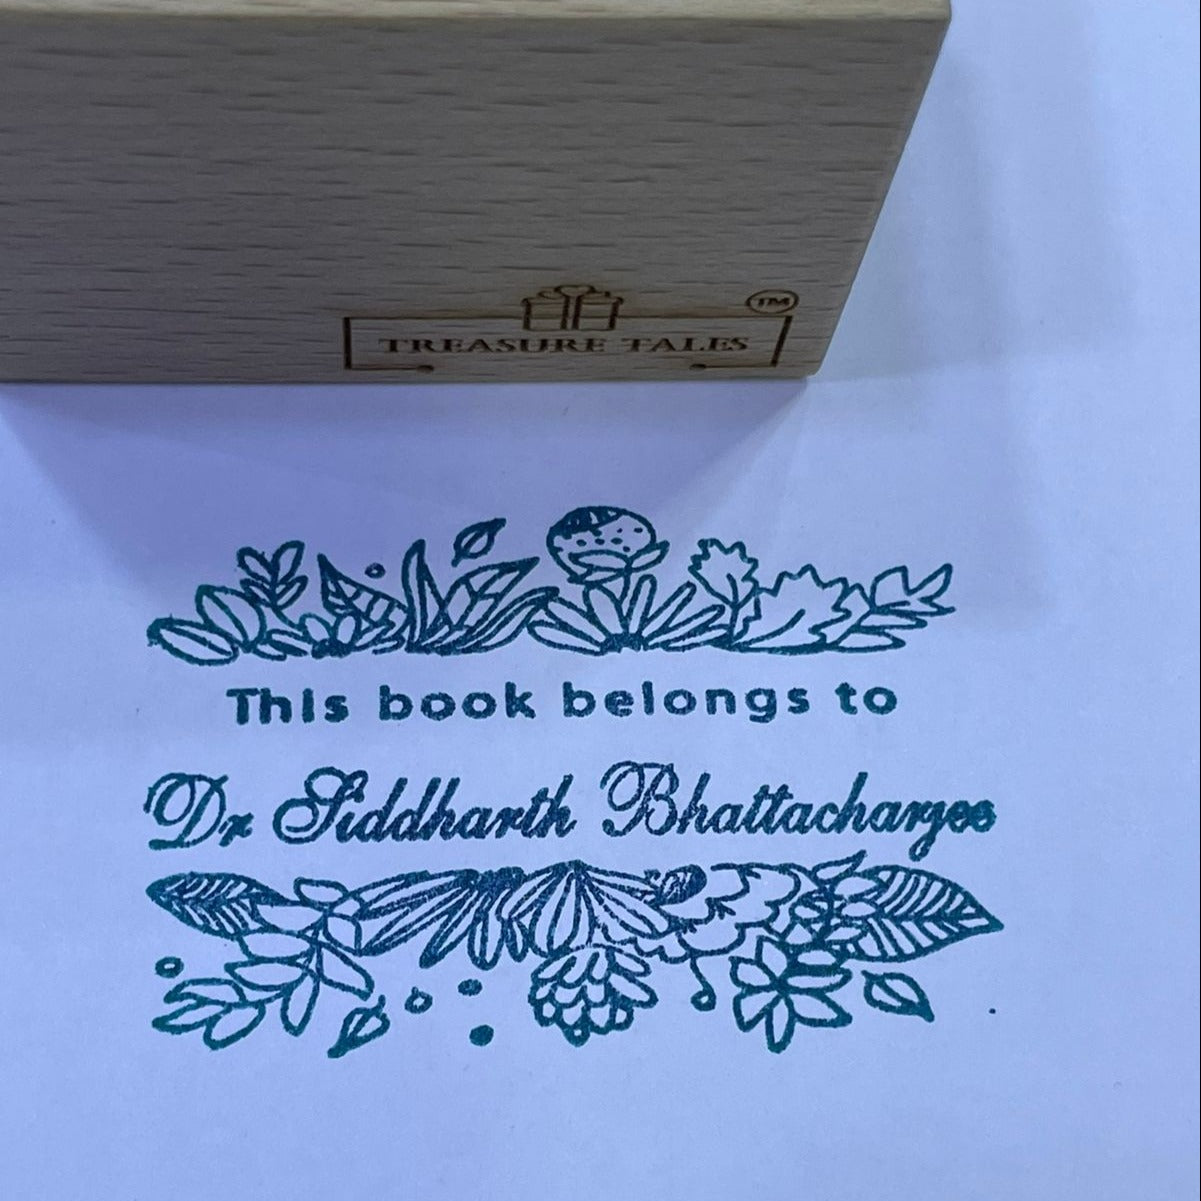 TM
TREASURE TALES
This book belongs to
Dr Siddharth Bhattacharjee